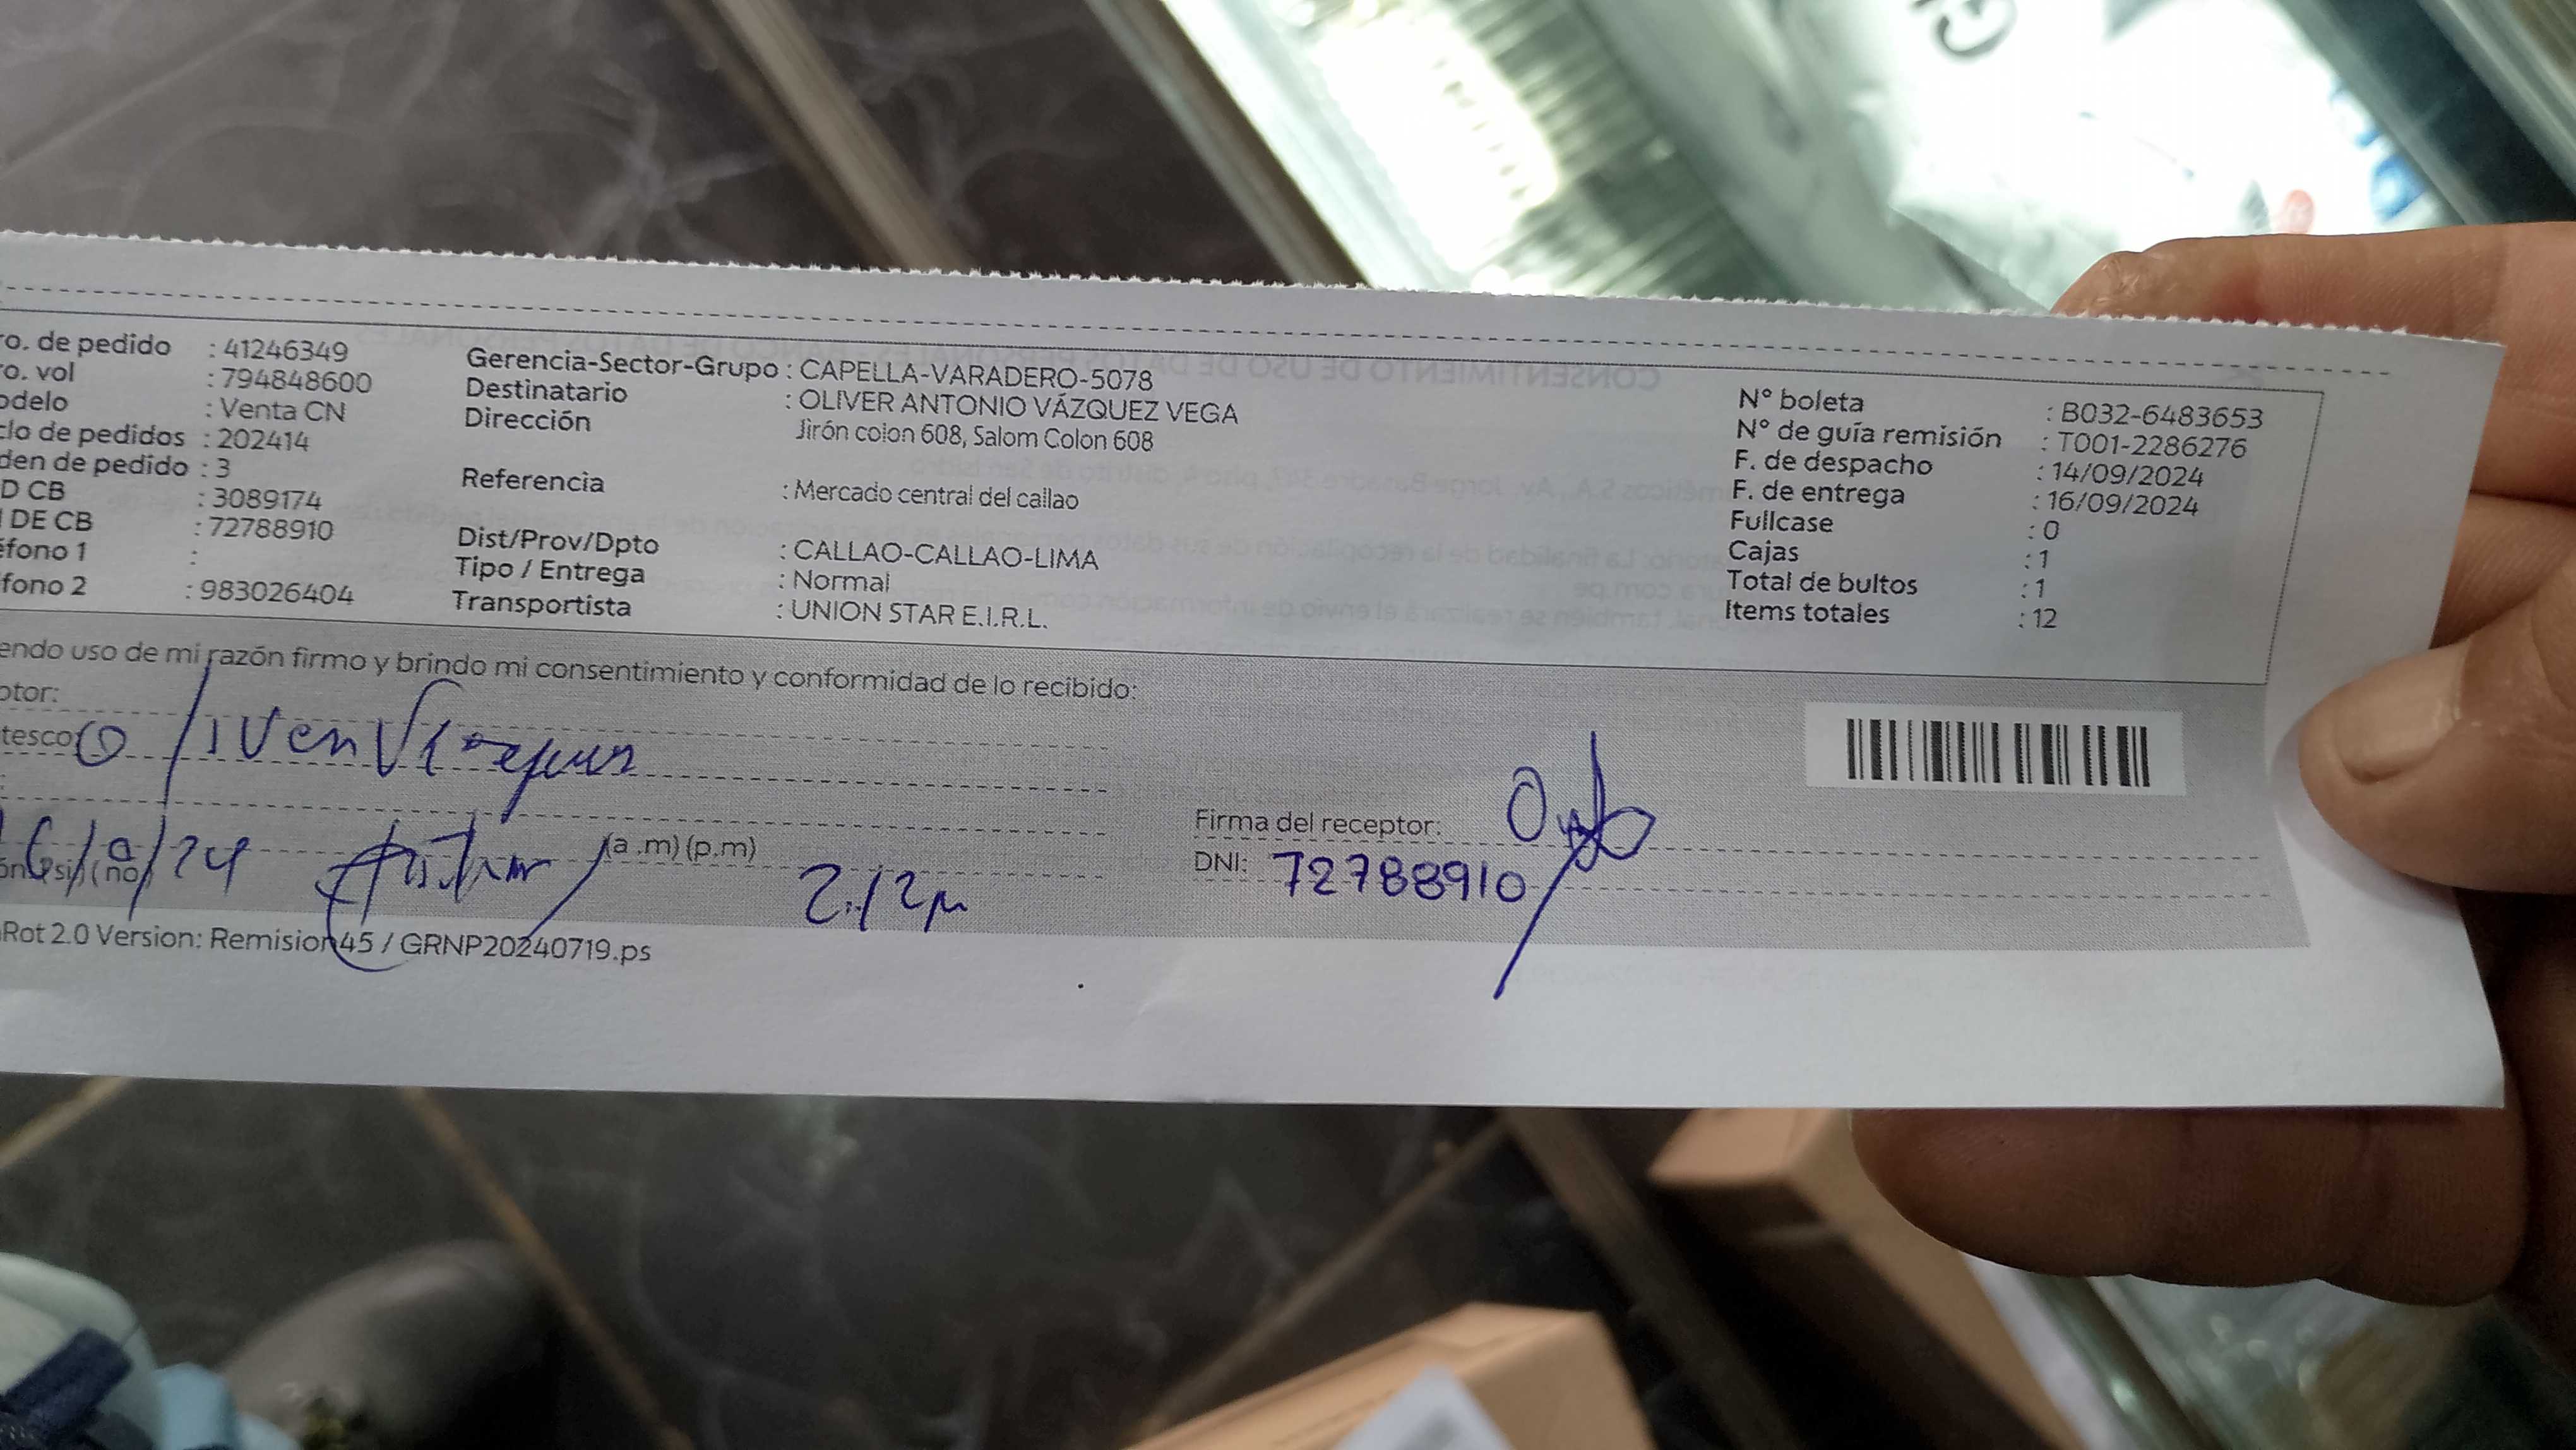 ro. de pedido : 41246349
ro. vol : 794848600
odelo : Venta CN
clo de pedidos : 202414
den de pedido : 3
D CB : 3089174
DE CB : 72788910
éfono 1 :
fono 2 : 983026404
Gerencia-Sector-Grupo : CAPELLA-VARADERO-5078
Destinatario : OLIVER ANTONIO VÁZQUEZ VEGA
Dirección
Jirón colon 608, Salom Colon 608
Referencia : Mercado central del callao
Dist/Prov/Dpto : CALLAO-CALLAO-LIMA
Tipo / Entrega : Normal
Transportista : UNION STAR E.I.R.L.
N° boleta : B032-6483653
N° de guía remisión : T001-2286276
F. de despacho : 14/09/2024
F. de entrega : 16/09/2024
Fullcase : 0
Cajas : 1
Total de bultos : 1
Items totales : 12
endo uso de mi razón firmo y brindo mi consentimiento y conformidad de lo recibido:
ptor:
tesco
(a .m) (p.m)
(no)
Firma del receptor:
DNI: 72788910
Rot 2.0 Version: Remision45 / GRNP20240719.ps